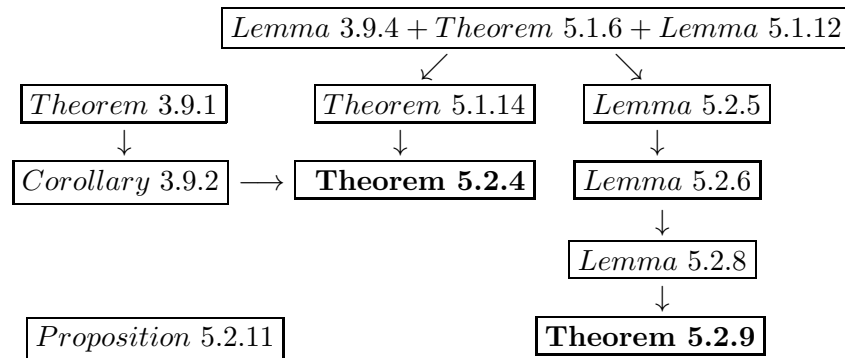 Lemma 3.9.4 + Theorem 5.1.6 + Lemma 5.1.12
Theorem 3.9.1 Theorem 5.1.14 Lemma 5.2.5
Corollary 3.9.2 Theorem 5.2.4 Lemma 5.2.6
Lemma 5.2.8
Proposition 5.2.11 Theorem 5.2.9